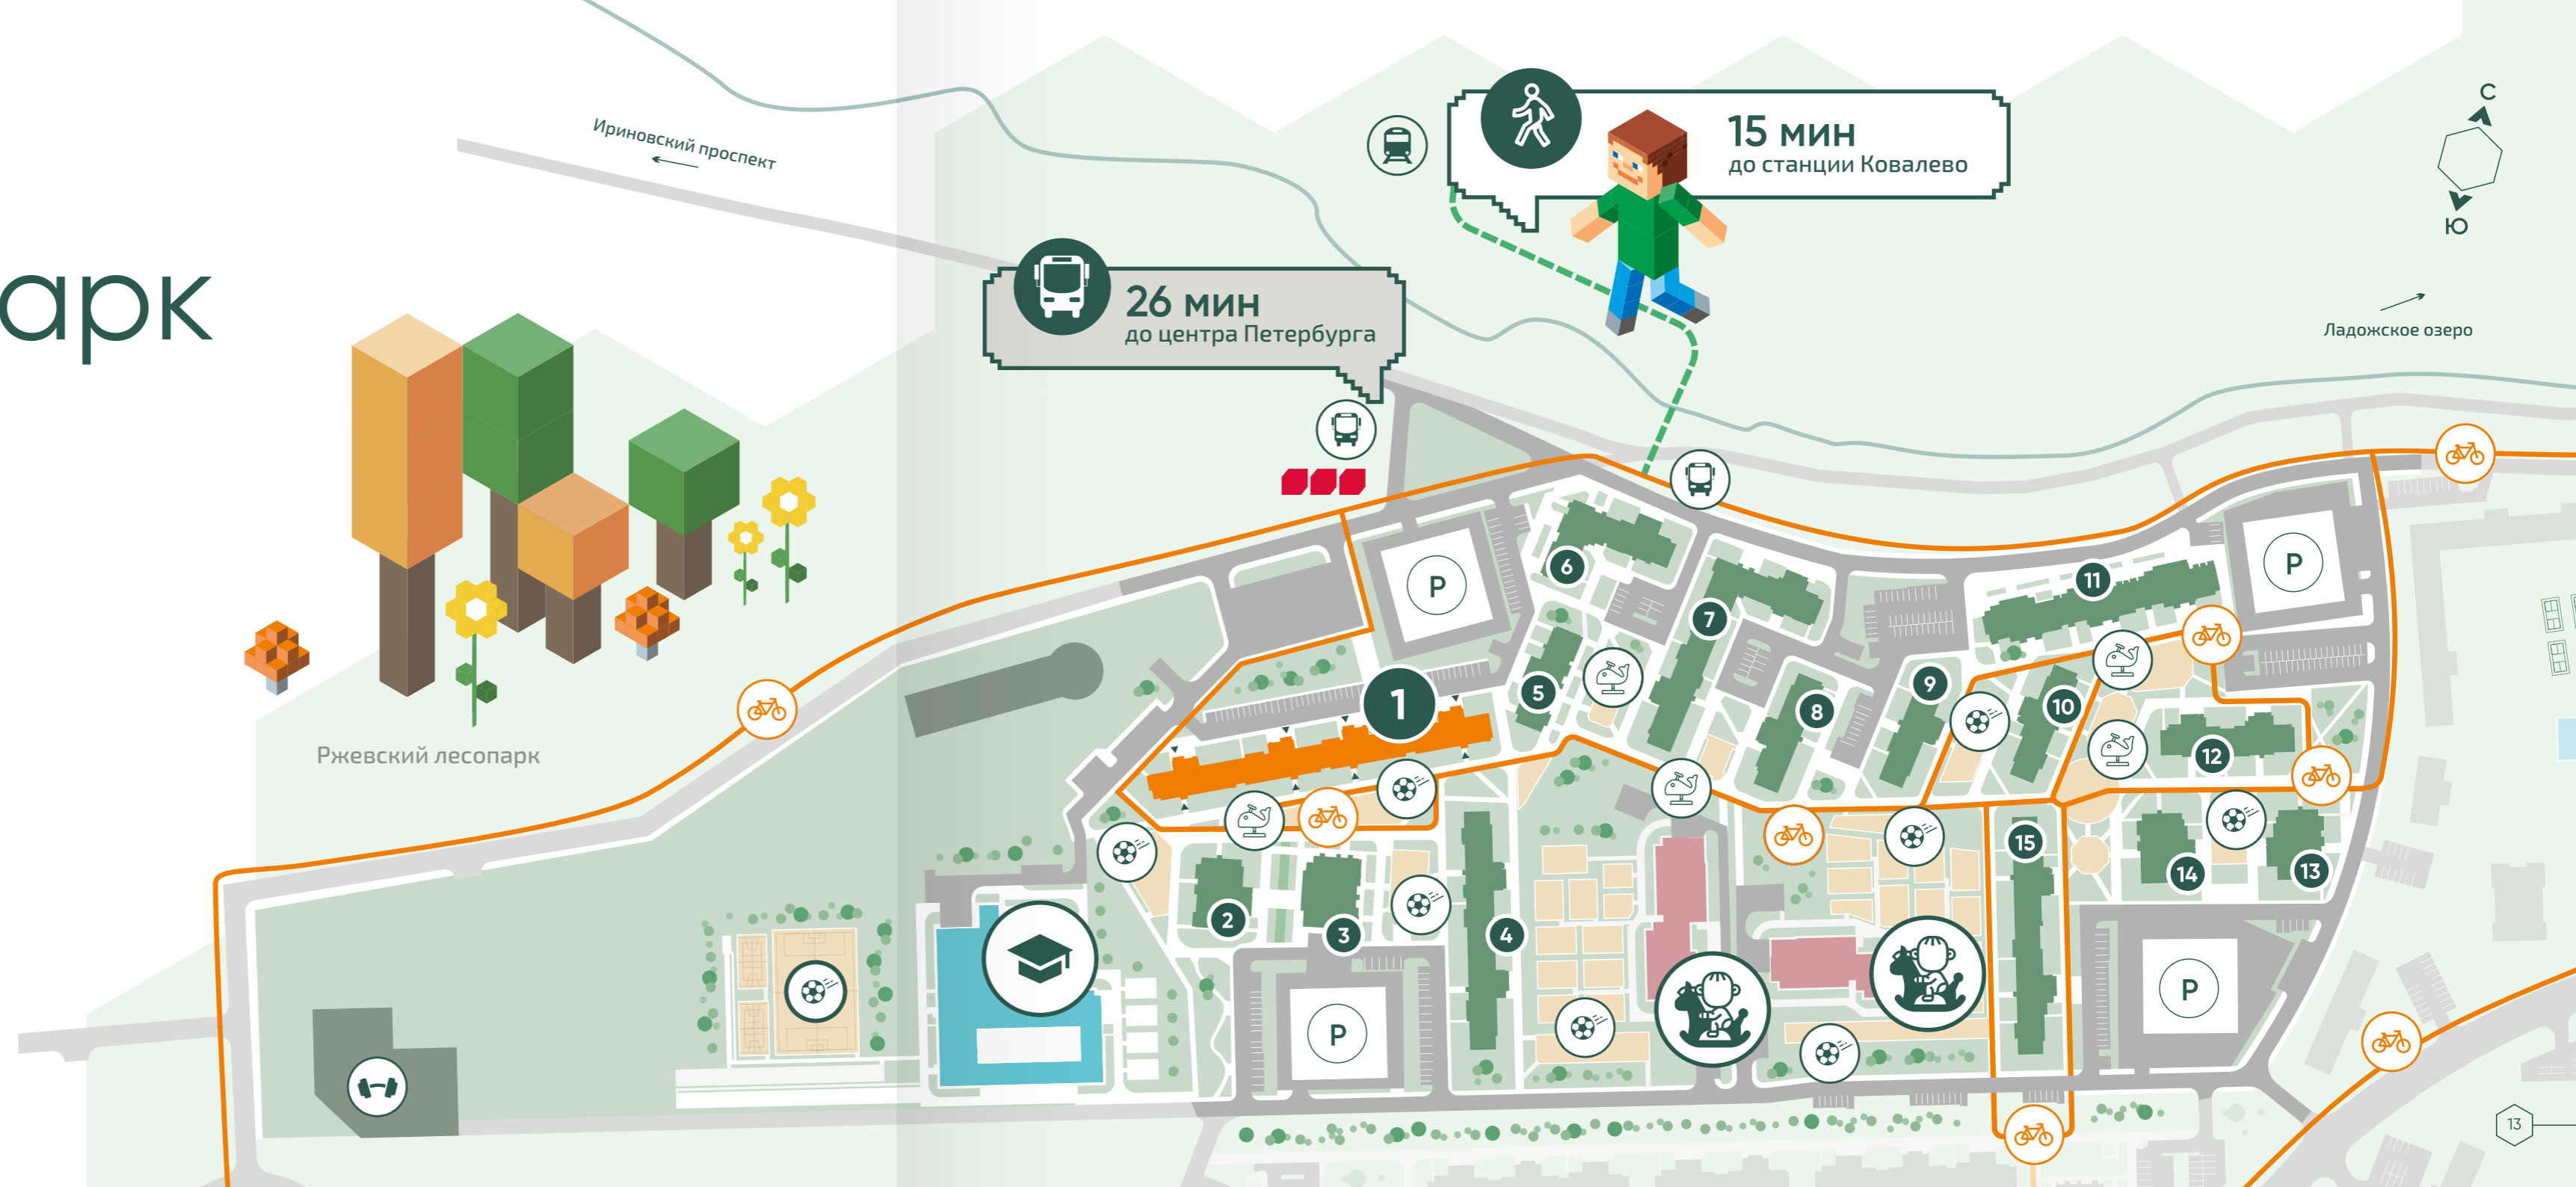 арк
Ириновский проспект
15 мин
до станции Ковалево
26 мин
до центра Петербурга
С
Ю
Ладожское озеро
Ржевский лесопарк
P
P
6
11
7
1
5
9
10
8
12
15
14
13
2
3
4
P
P
13